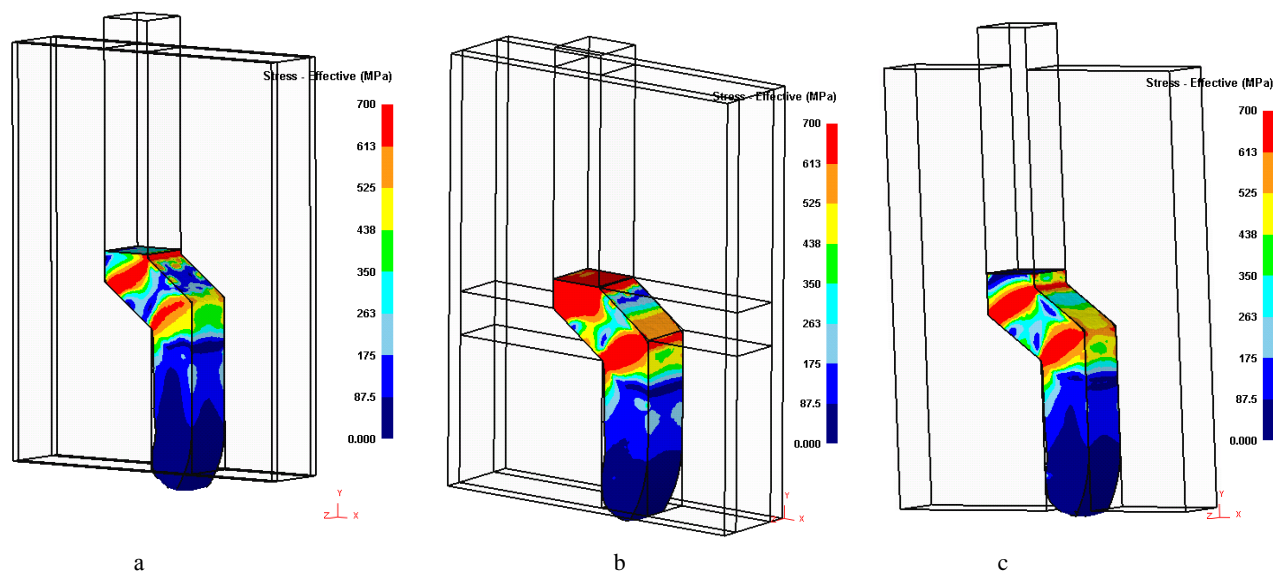 Stress - Effective (MPa)
700
613
525
438
350
263
175
87.5
0.000
Y
Z X
a
Stress - Effective (MPa)
700
613
525
438
350
263
175
87.5
0.000
Y
Z X
b
Stress - Effective (MPa)
700
613
525
438
350
263
175
87.5
0.000
Y
Z X
c